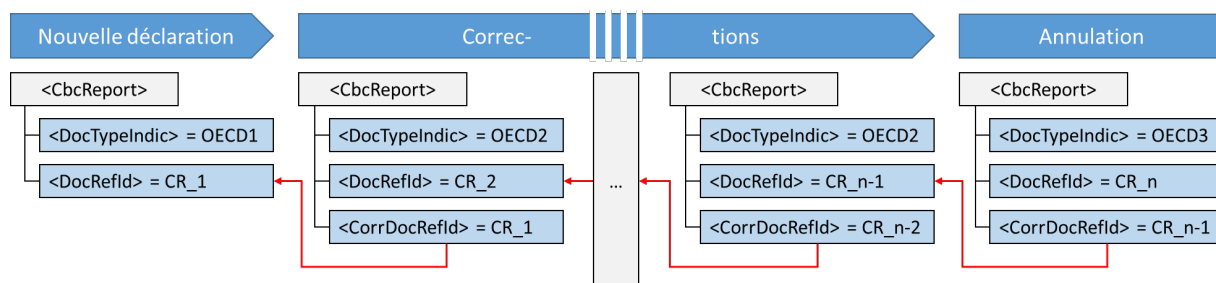 Nouvelle déclaration
Correc-
tions
Annulation
<CbcReport>
<DocTypeIndic> = OECD1
<DocRefId> = CR_1
<CbcReport>
<DocTypeIndic> = OECD2
<DocRefId> = CR_2
<CorrDocRefId> = CR_1
...
<CbcReport>
<DocTypeIndic> = OECD2
<DocRefId> = CR_n-1
<CorrDocRefId> = CR_n-2
<CbcReport>
<DocTypeIndic> = OECD3
<DocRefId> = CR_n
<CorrDocRefId> = CR_n-1